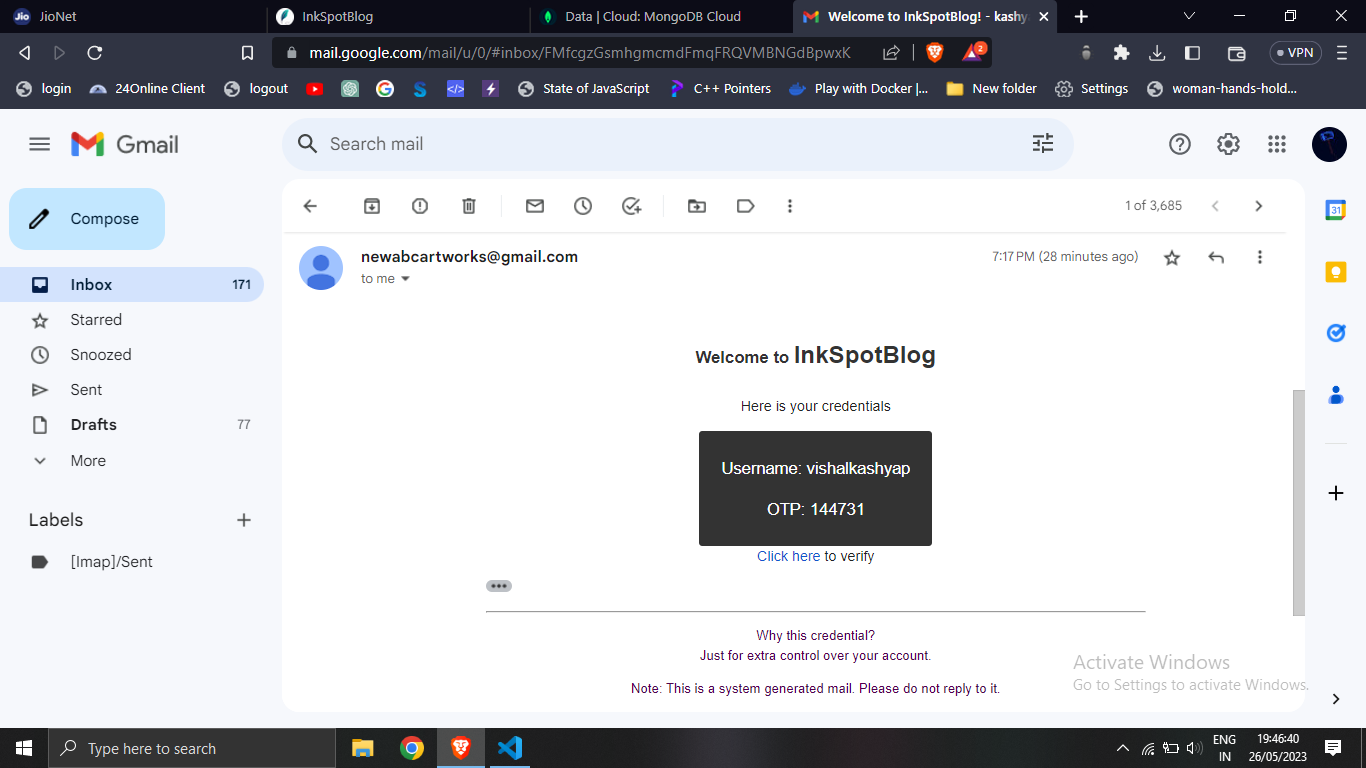 JioNet
InkSpotBlog
Data | Cloud: MongoDB Cloud
Welcome to InkSpotBlog! - kashy
mail.google.com/mail/u/0/#inbox/FMfcgzGsmhgmcmdFmqFRQVMBNGdBpwxK
2
VPN
login
24Online Client
logout
State of JavaScript
C++ Pointers
Play with Docker |...
New folder
Settings
woman-hands-hold...
Gmail
Search mail
Compose
1 of 3,685
Inbox 171
Starred
Snoozed
Sent
Drafts 77
More
Labels
[Imap]/Sent
newabcartworks@gmail.com
7:17 PM (28 minutes ago)
to me
Welcome to InkSpotBlog
Here is your credentials
Username: vishalkashyap
OTP: 144731
Click here to verify
Why this credential?
Just for extra control over your account.
Note: This is a system generated mail. Please do not reply to it.
31
Activate Windows
Go to Settings to activate Windows.
Type here to search
ENG
IN
19:46:40
26/05/2023